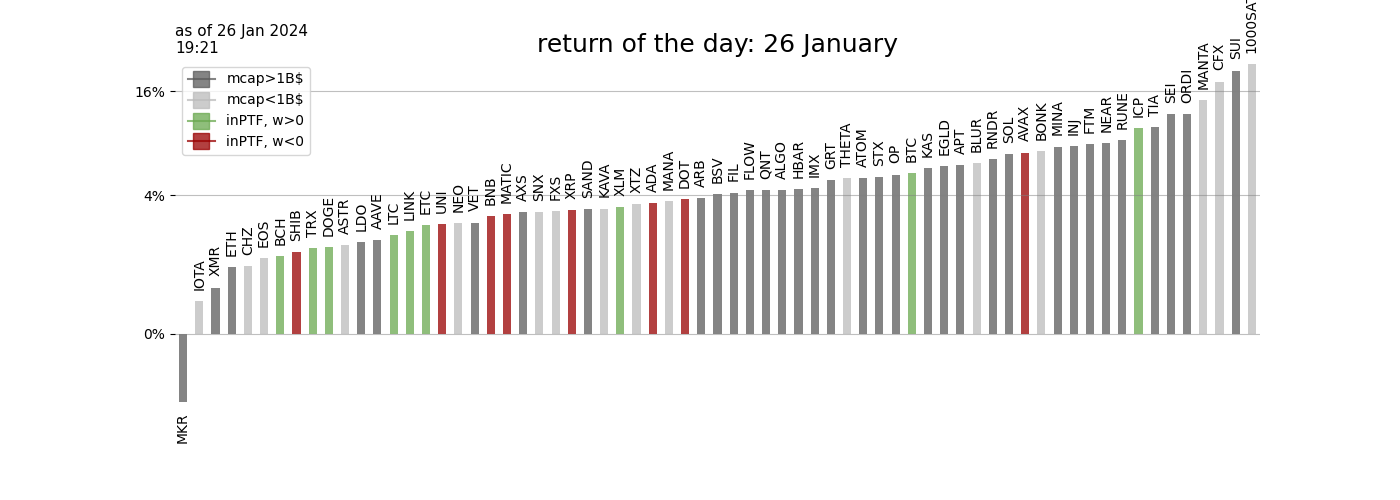 as of 26 Jan 2024
19:21
return of the day: 26 January
mcap>1B$
mcap<1B$
inPTF, w>0
inPTF, w<0
16%
4%
0%
MKR
IOTA
XMR
ETH
CHZ
EOS
BCH
SHIB
TRX
DOGE
ASTR
LDO
AAVE
LTC
LINK
ETC
UNI
NEO
VET
BNB
MATIC
AXS
SNX
FXS
XRP
SAND
KAVA
XLM
XTZ
ADA
MANA
DOT
ARB
BSV
FIL
FLOW
QNT
ALGO
HBAR
IMX
GRT
THETA
ATOM
STX
OP
BTC
KAS
EGLD
APT
BLUR
RNDR
SOL
AVAX
BONK
MINA
INJ
FTM
NEAR
RUNE
ICP
TIA
SEI
ORDI
MANTA
CFX
SUI